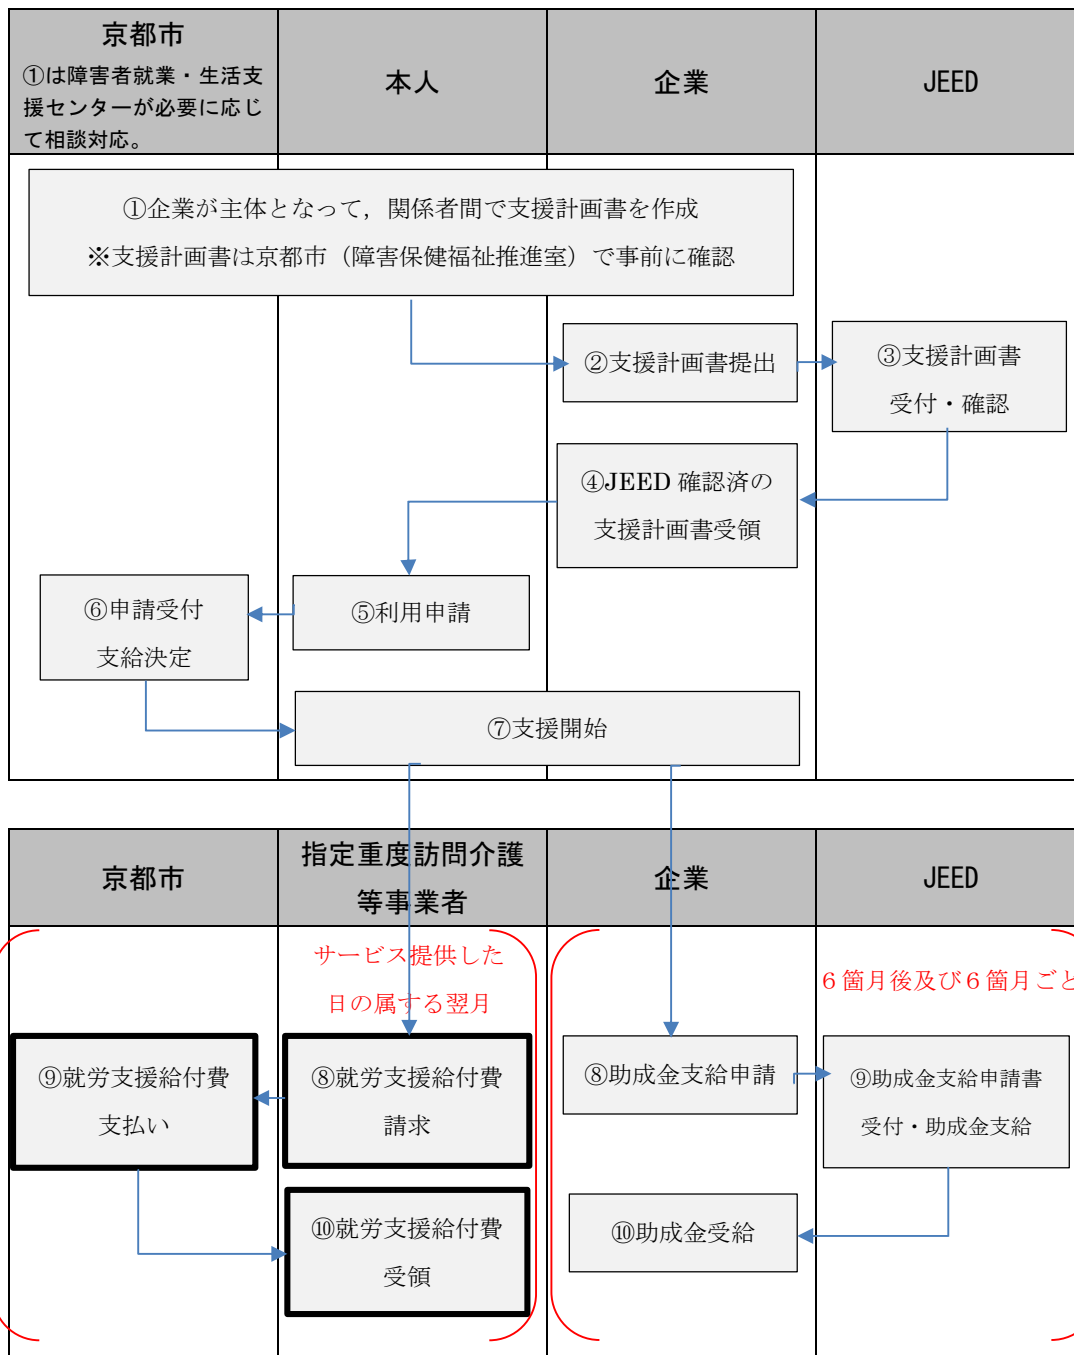 京都市
①は障害者就業・生活支
援センターが必要に応じ
て相談対応。
本人
企業
JEED
①企業が主体となって，関係者間で支援計画書を作成
※支援計画書は京都市（障害保健福祉推進室）で事前に確認
②支援計画書提出
③支援計画書
受付・確認
④JEED 確認済の
支援計画書受領
⑤利用申請
⑥申請受付
支給決定
⑦支援開始
京都市
指定重度訪問介護
等事業者
企業
JEED
サービス提供した
日の属する翌月
６箇月後及び６箇月ごと
⑧就労支援給付費
請求
⑨就労支援給付費
支払い
⑩就労支援給付費
受領
⑧助成金支給申請
⑨助成金支給申請書
受付・助成金支給
⑩助成金受給